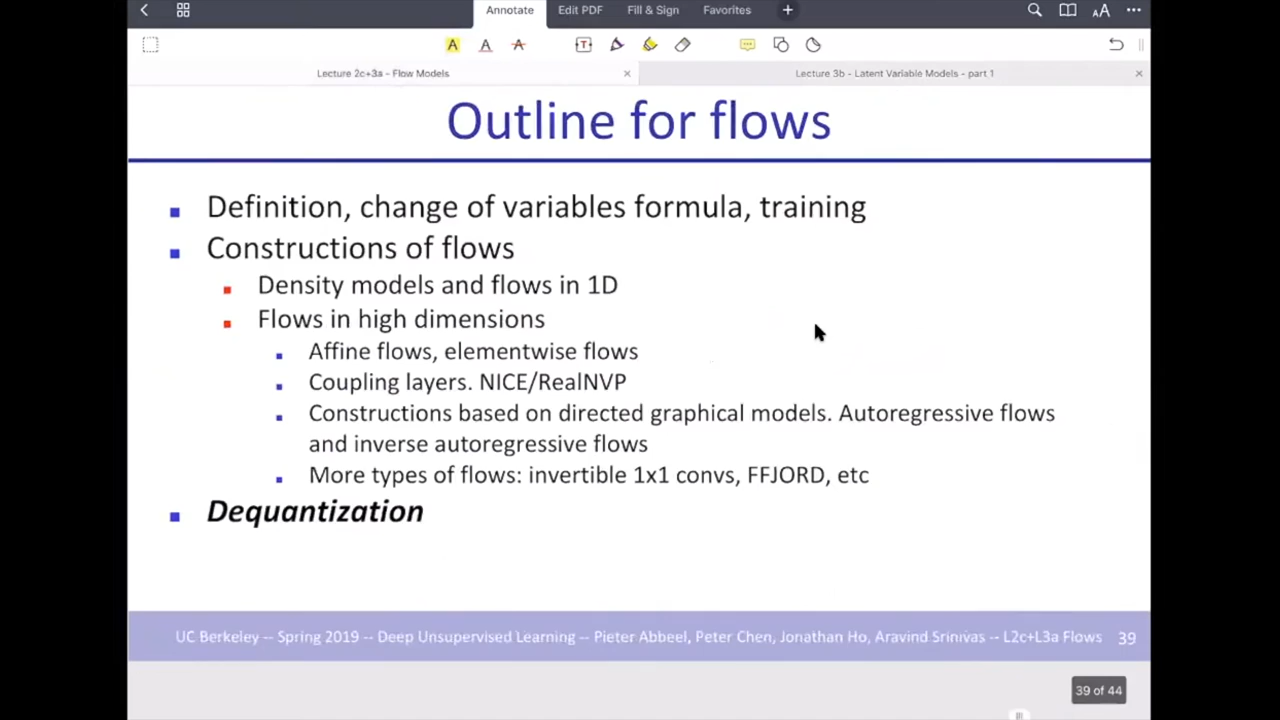 Annotate Edit PDF Fill & Sign Favorites +
A A A T
Lecture 2c+3a - Flow Models × Lecture 3b - Latent Variable Models - part 1 ×
Outline for flows
Definition, change of variables formula, training
Constructions of flows
Density models and flows in 1D
Flows in high dimensions
Affine flows, elementwise flows
Coupling layers. NICE/RealNVP
Constructions based on directed graphical models. Autoregressive flows
and inverse autoregressive flows
More types of flows: invertible 1x1 convs, FFJORD, etc
Dequantization
UC Berkeley -- Spring 2019 -- Deep Unsupervised Learning -- Pieter Abbeel, Peter Chen, Jonathan Ho, Aravind Srinivas -- L2c+L3a Flows 39
39 of 44